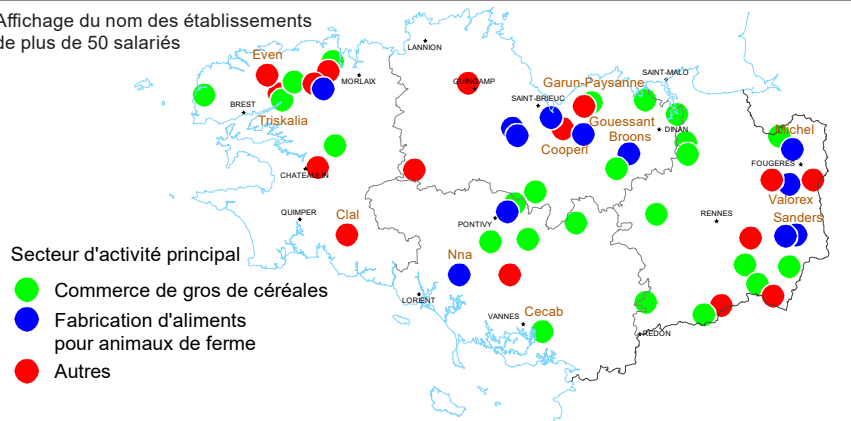 Affichage du nom des établissements
de plus de 50 salariés
LANNION
Even
MORLAIX
GUINGAMP
Garun-Paysanne
SAINT-MALO
BREST
SAINT-BRIEUC
Triskalia
Gouessant
Broons
DINAN
Cooperl
Michel
FOUGERES
CHATEAULIN
Valorex
QUIMPER
Clal
PONTIVY
RENNES
Sanders
Secteur d'activité principal
Nna
Commerce de gros de céréales
LORIENT
Fabrication d'aliments
pour animaux de ferme
VANNES
Cecab
REDON
Autres